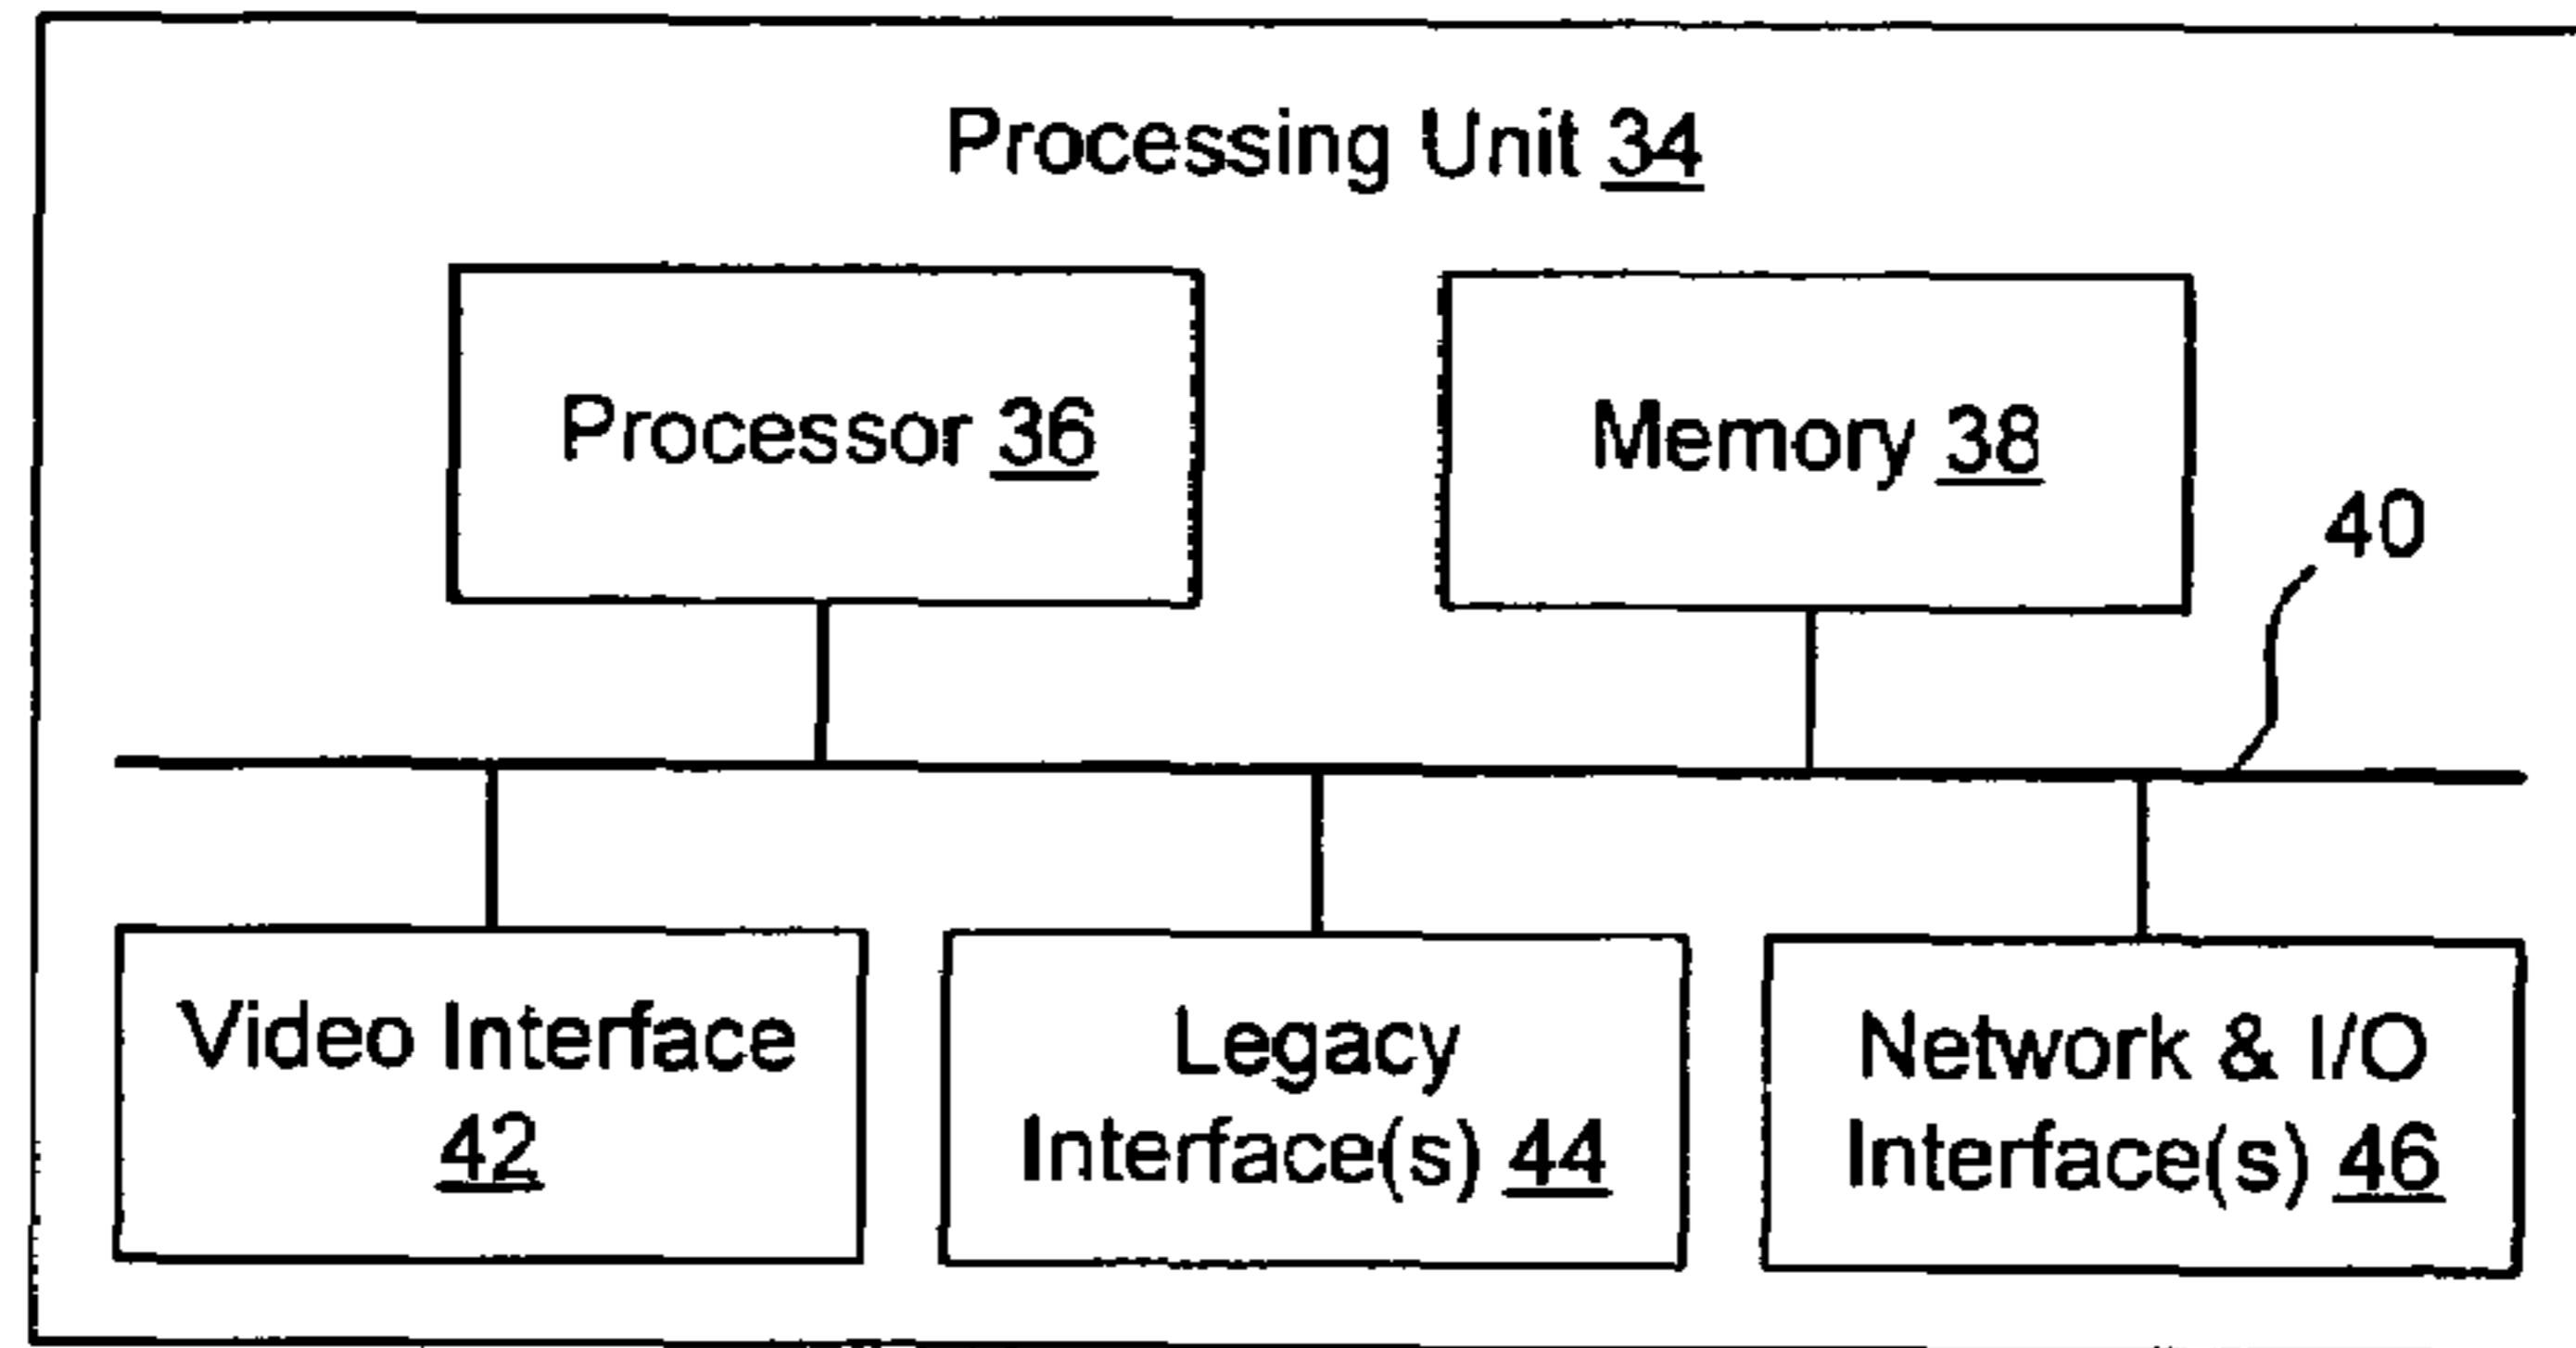 Processing Unit 34
Processor 36
Memory 38
40
Video Interface
42
Legacy
Interface(s) 44
Network & I/O
Interface(s) 46